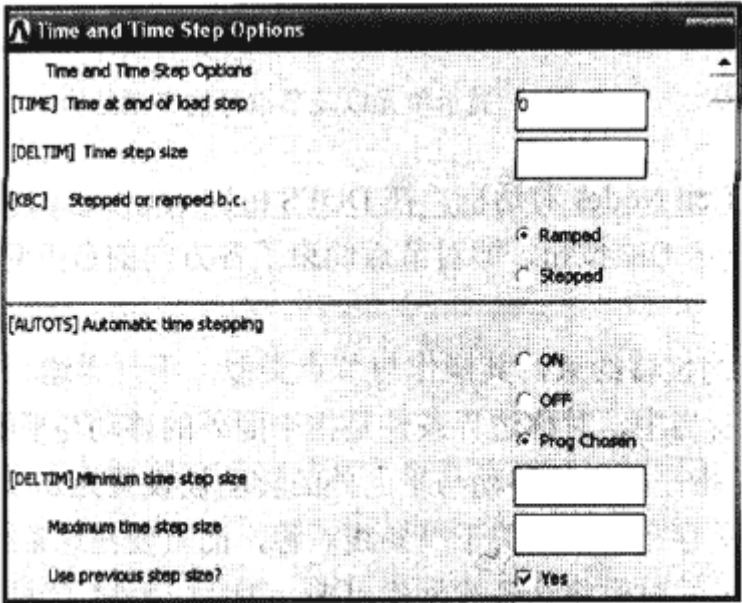 Time and Time Step Options
Time and Time Step Options
[TIME] Time at end of load step
0
[DELTIM] Time step size
[KBC] Stepped or ramped b.c.
Ramped
Stepped
[AUTOTS] Automatic time stepping
ON
OFF
Prog Chosen
[DELTIM] Minimum time step size
Maximum time step size
Use previous step size?
Yes